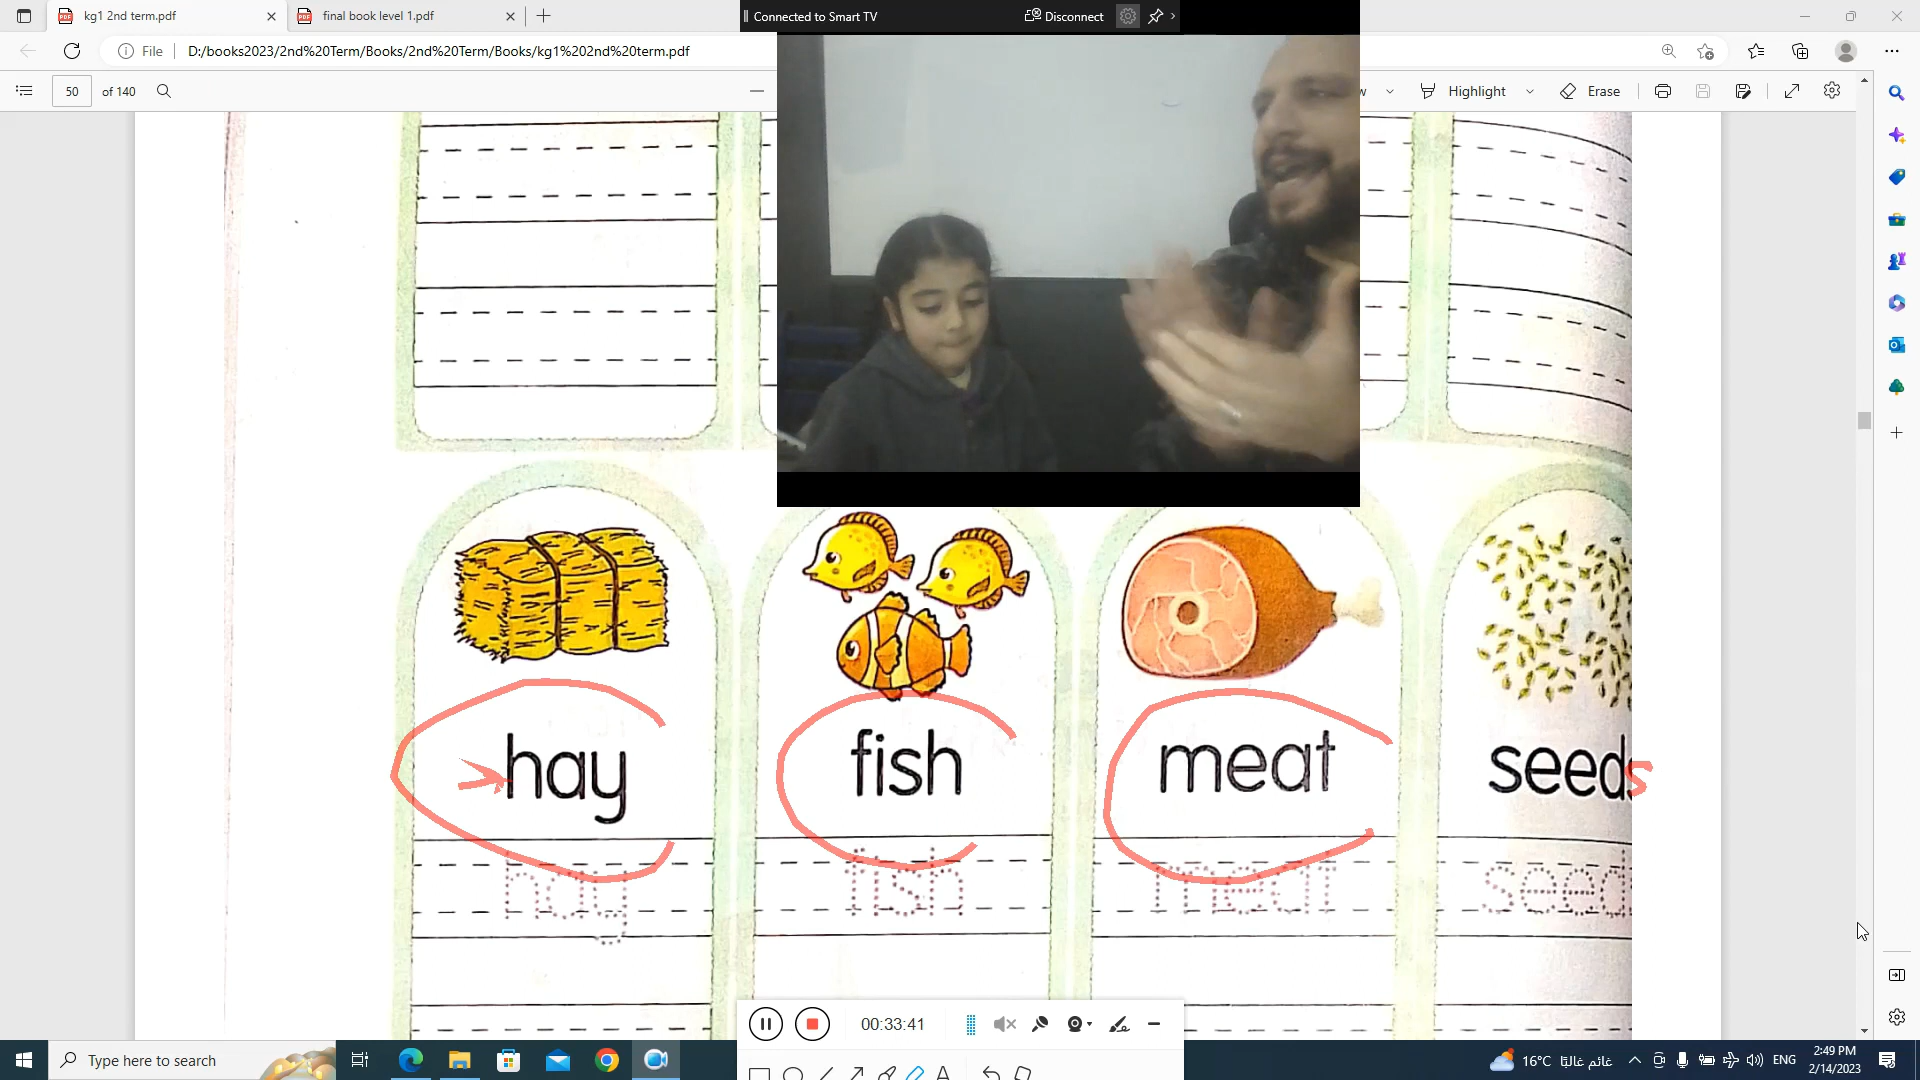 kg1 2nd term.pdf
final book level 1.pdf
Connected to Smart TV
Disconnect
File
D:/books2023/2nd%20Term/Books/2nd%20Term/Books/kg1%202nd%20term.pdf
50
of 140
Highlight
Erase
hay
fish
meat
seeds
hay
fish
meat
seed
00:33:41
Type here to search
16°C
غائم غالبًا
ENG
2:49 PM
2/14/2023